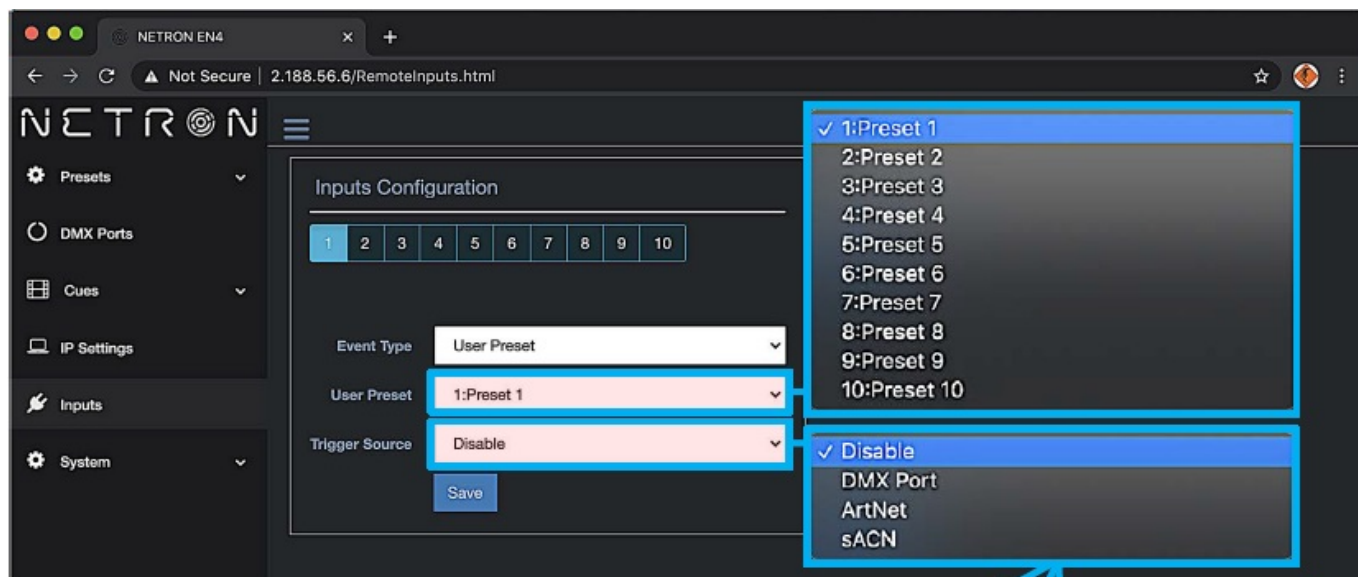 NETRON EN4
Not Secure | 2.188.56.6/RemoteInputs.html
NETRON
Presets
DMX Ports
Cues
IP Settings
Inputs
System
Inputs Configuration
1 2 3 4 5 6 7 8 9 10
Event Type User Preset
User Preset 1:Preset 1
Trigger Source Disable
Save
✓ 1:Preset 1
2:Preset 2
3:Preset 3
4:Preset 4
5:Preset 5
6:Preset 6
7:Preset 7
8:Preset 8
9:Preset 9
10:Preset 10
✓ Disable
DMX Port
ArtNet
sACN